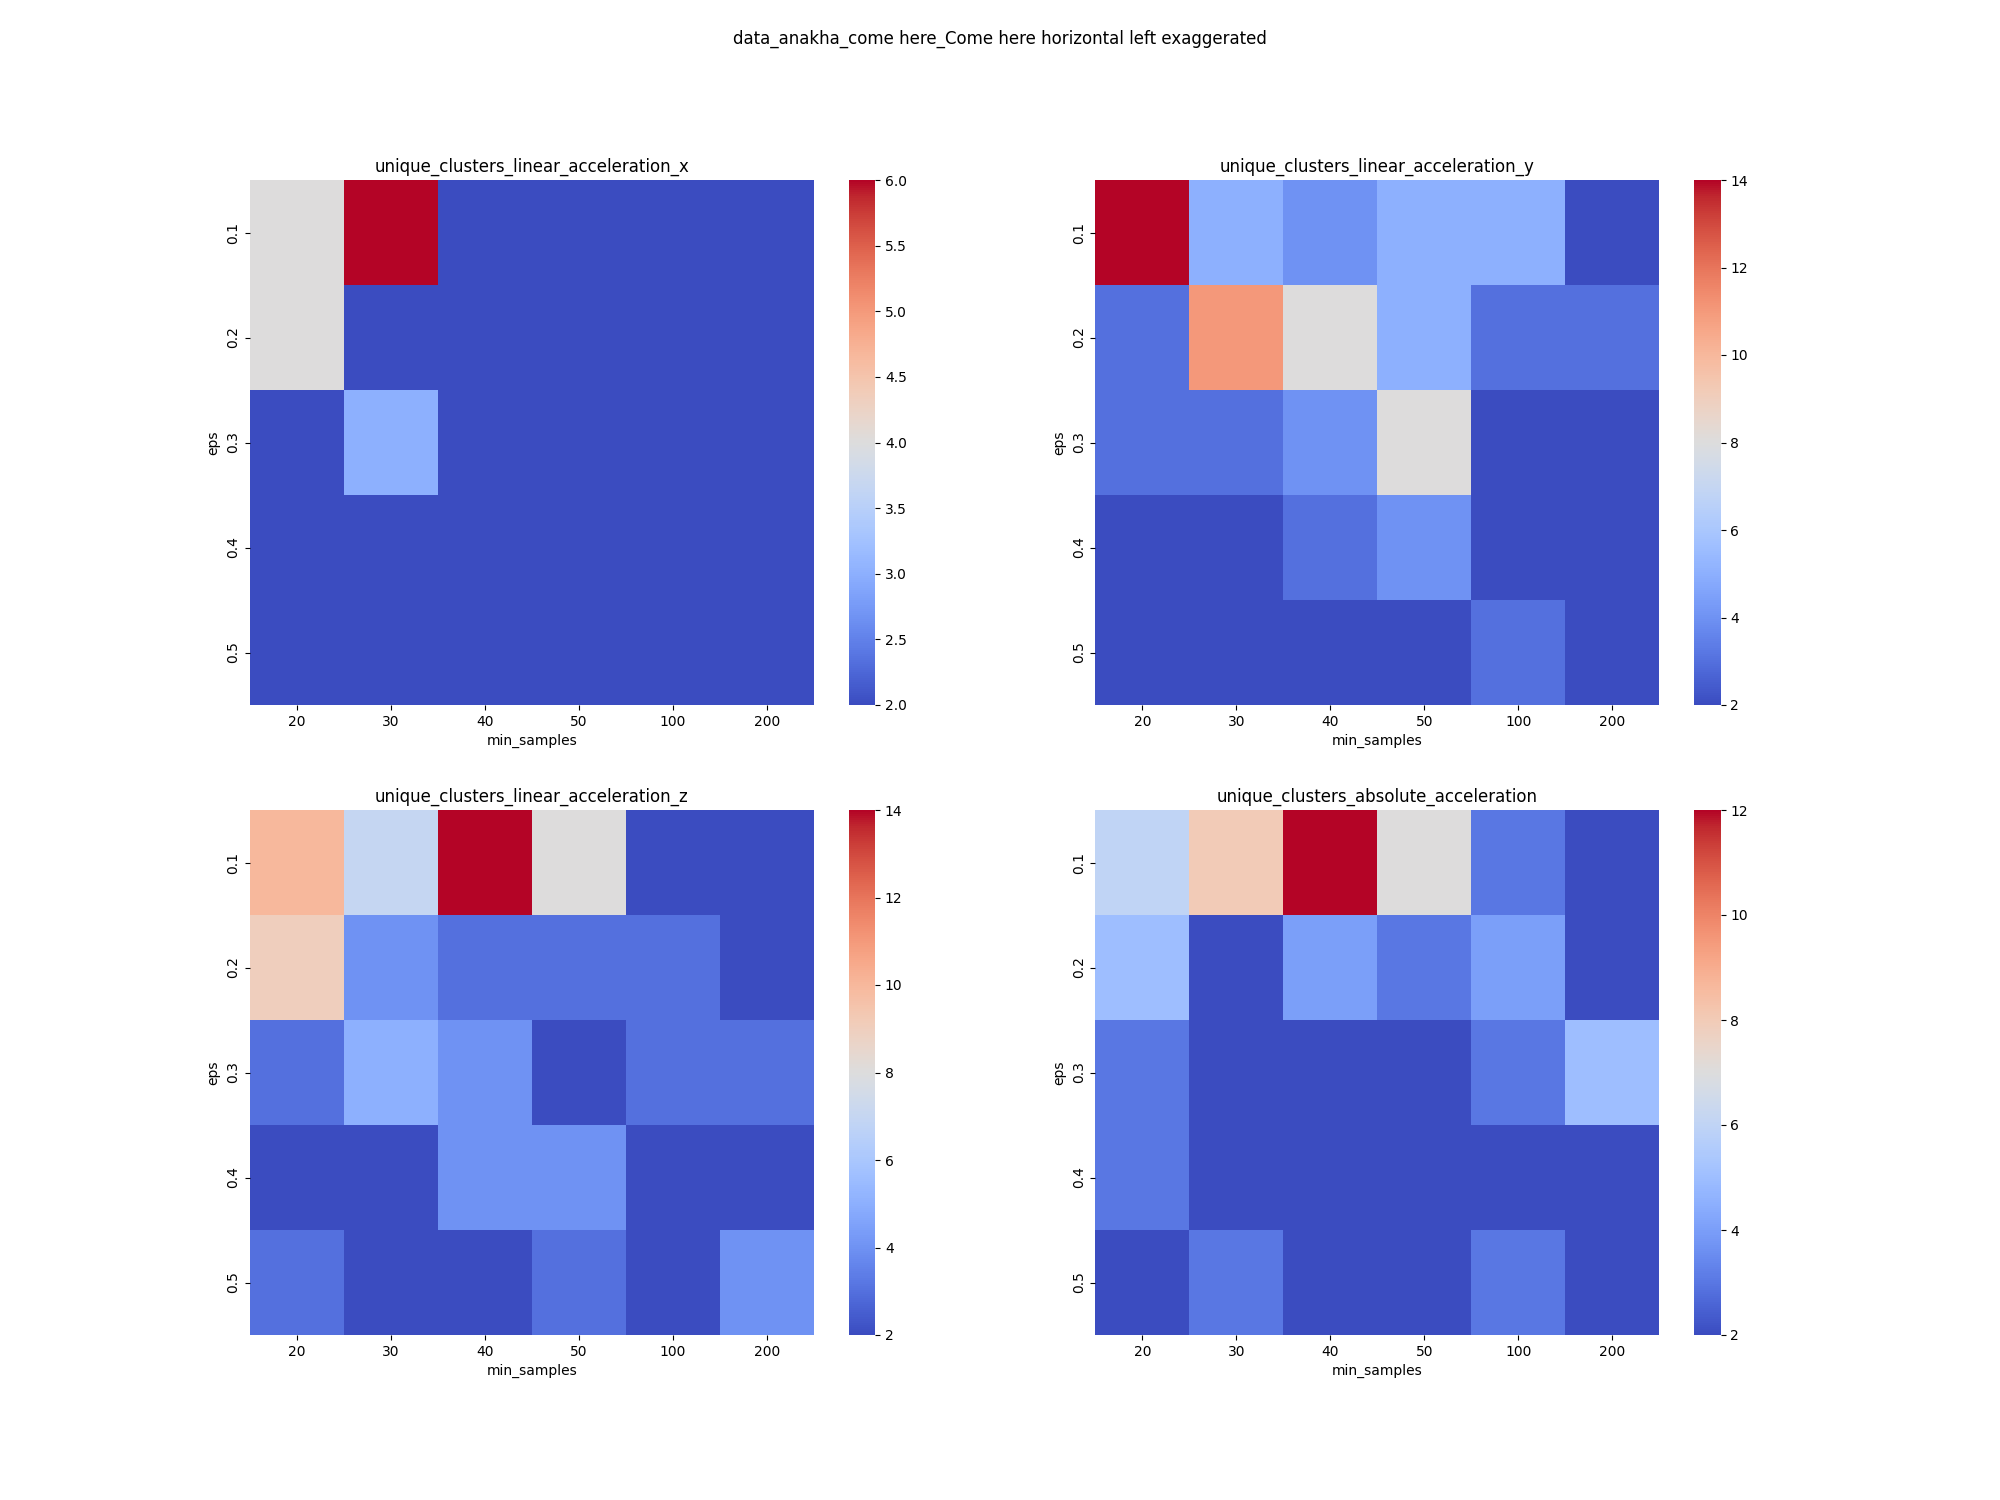 data_anakha_come here_Come here horizontal left exaggerated
unique_clusters_linear_acceleration_x
eps
0.1
0.2
0.3
0.4
0.5
20 30 40 50 100 200
min_samples
6.0
5.5
5.0
4.5
4.0
3.5
3.0
2.5
2.0
unique_clusters_linear_acceleration_y
eps
0.1
0.2
0.3
0.4
0.5
20 30 40 50 100 200
min_samples
14
12
10
8
6
4
2
unique_clusters_linear_acceleration_z
eps
0.1
0.2
0.3
0.4
0.5
20 30 40 50 100 200
min_samples
14
12
10
8
6
4
2
unique_clusters_absolute_acceleration
eps
0.1
0.2
0.3
0.4
0.5
20 30 40 50 100 200
min_samples
12
10
8
6
4
2